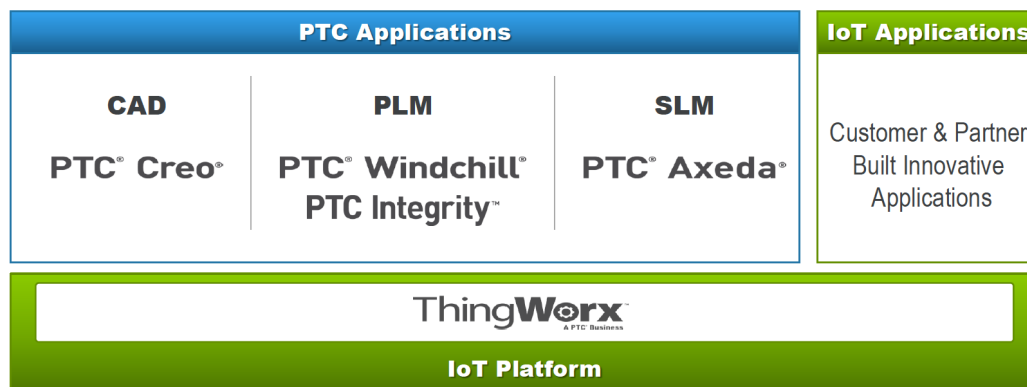 PTC Applications
IoT Applications
CAD
PLM
SLM
PTC® Creo®
PTC® Windchill®
PTC Integrity™
PTC® Axeda®
Customer & Partner
Built Innovative
Applications
ThingWorx™
A PTC® Business
IoT Platform